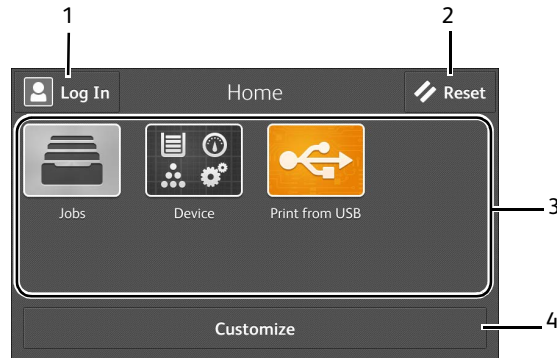 1
2
Log In
Home
Reset
Jobs
Device
Print from USB
3
Customize
4